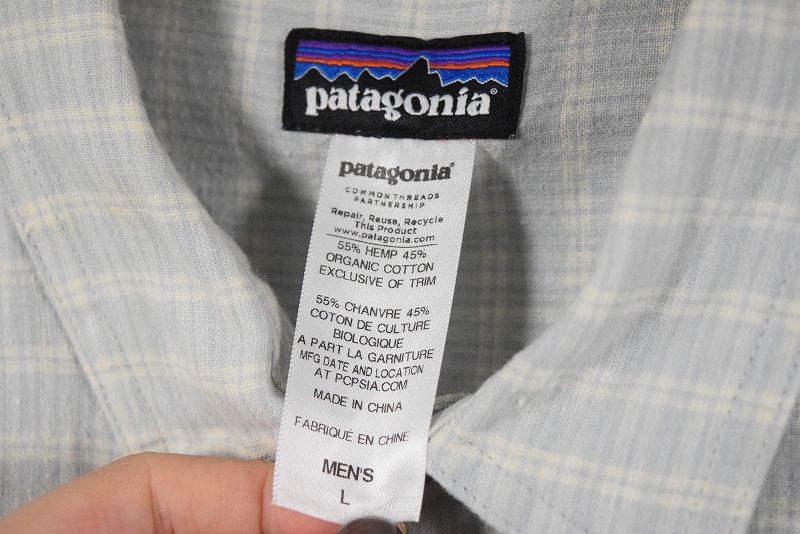 patagonia®
patagonia®
COMMONTHREADS
PARTNERSHIP
Repair, Reuse, Recycle
This Product
www.patagonia.com
55% HEMP 45%
ORGANIC COTTON
EXCLUSIVE OF TRIM
55% CHANVRE 45%
COTON DE CULTURE
BIOLOGIQUE
A PART LA GARNITURE
MFG DATE AND LOCATION
AT PCPSIA.COM
MADE IN CHINA
FABRIQUÉ EN CHINE
MEN'S
L